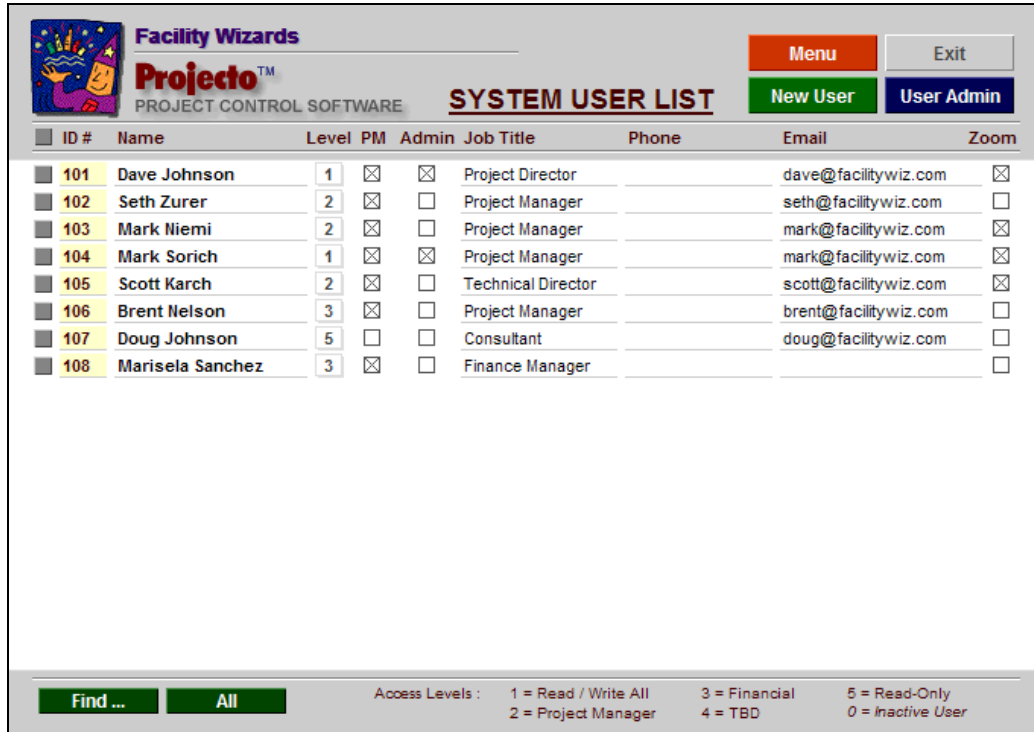 Facility Wizards
Menu Exit
Projecto™
PROJECT CONTROL SOFTWARE SYSTEM USER LIST New User User Admin
ID # Name Level PM Admin Job Title Phone Email Zoom
101 Dave Johnson 1 Project Director dave@facilitywiz.com
102 Seth Zurer 2 Project Manager seth@facilitywiz.com
103 Mark Niemi 2 Project Manager mark@facilitywiz.com
104 Mark Sorich 1 Project Manager mark@facilitywiz.com
105 Scott Karch 2 Technical Director scott@facilitywiz.com
106 Brent Nelson 3 Project Manager brent@facilitywiz.com
107 Doug Johnson 5 Consultant doug@facilitywiz.com
108 Marisela Sanchez 3 Finance Manager
Find ... All Access Levels : 1 = Read / Write All 3 = Financial 5 = Read-Only
2 = Project Manager 4 = TBD 0 = Inactive User